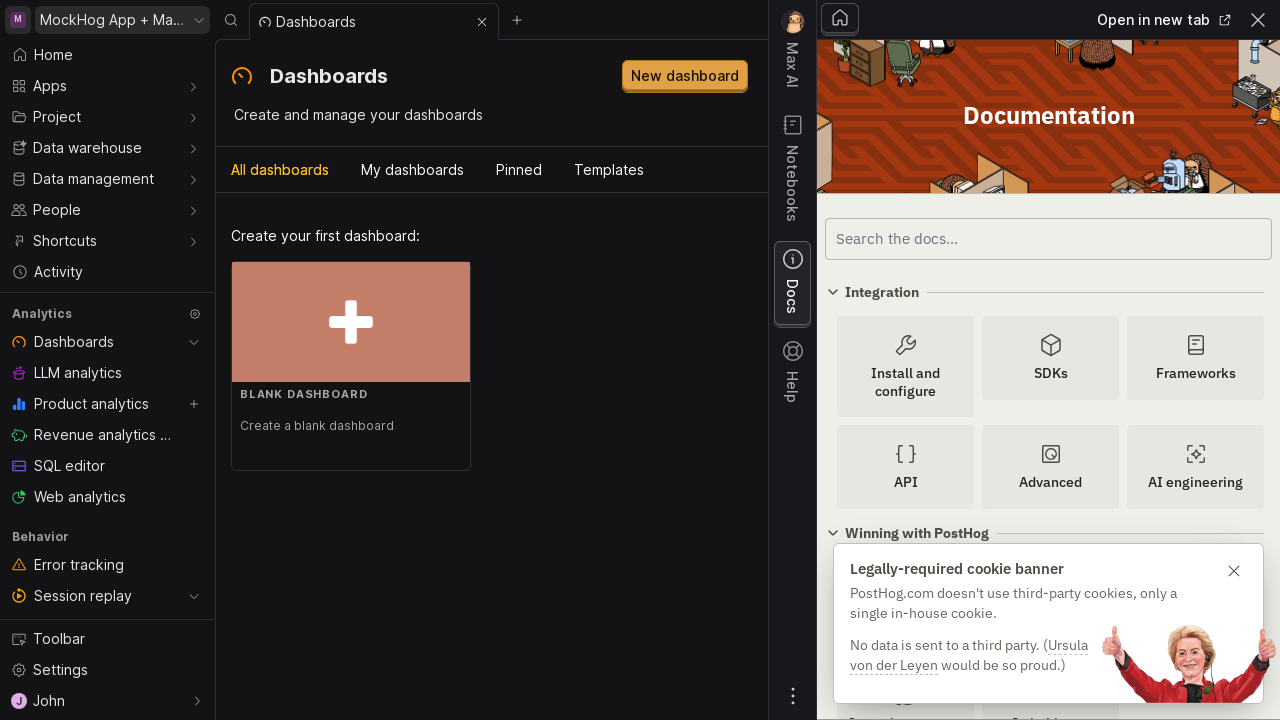 M
MockHog App + Ma...
Home
Apps
Project
Data warehouse
Data management
People
Shortcuts
Activity
Analytics
Dashboards
LLM analytics
Product analytics
Revenue analytics ...
SQL editor
Web analytics
Behavior
Error tracking
Session replay
Toolbar
Settings
J
John
Dashboards
Dashboards
New dashboard
Create and manage your dashboards
All dashboards
My dashboards
Pinned
Templates
Create your first dashboard:
BLANK DASHBOARD
Create a blank dashboard
Max AI
Notebooks
Docs
Help
Open in new tab
Documentation
Search the docs...
Integration
Install and
configure
SDKs
Frameworks
API
Advanced
AI engineering
Winning with PostHog
Legally-required cookie banner
PostHog.com doesn't use third-party cookies, only a
single in-house cookie.
No data is sent to a third party. (Ursula
von der Leyen would be so proud.)